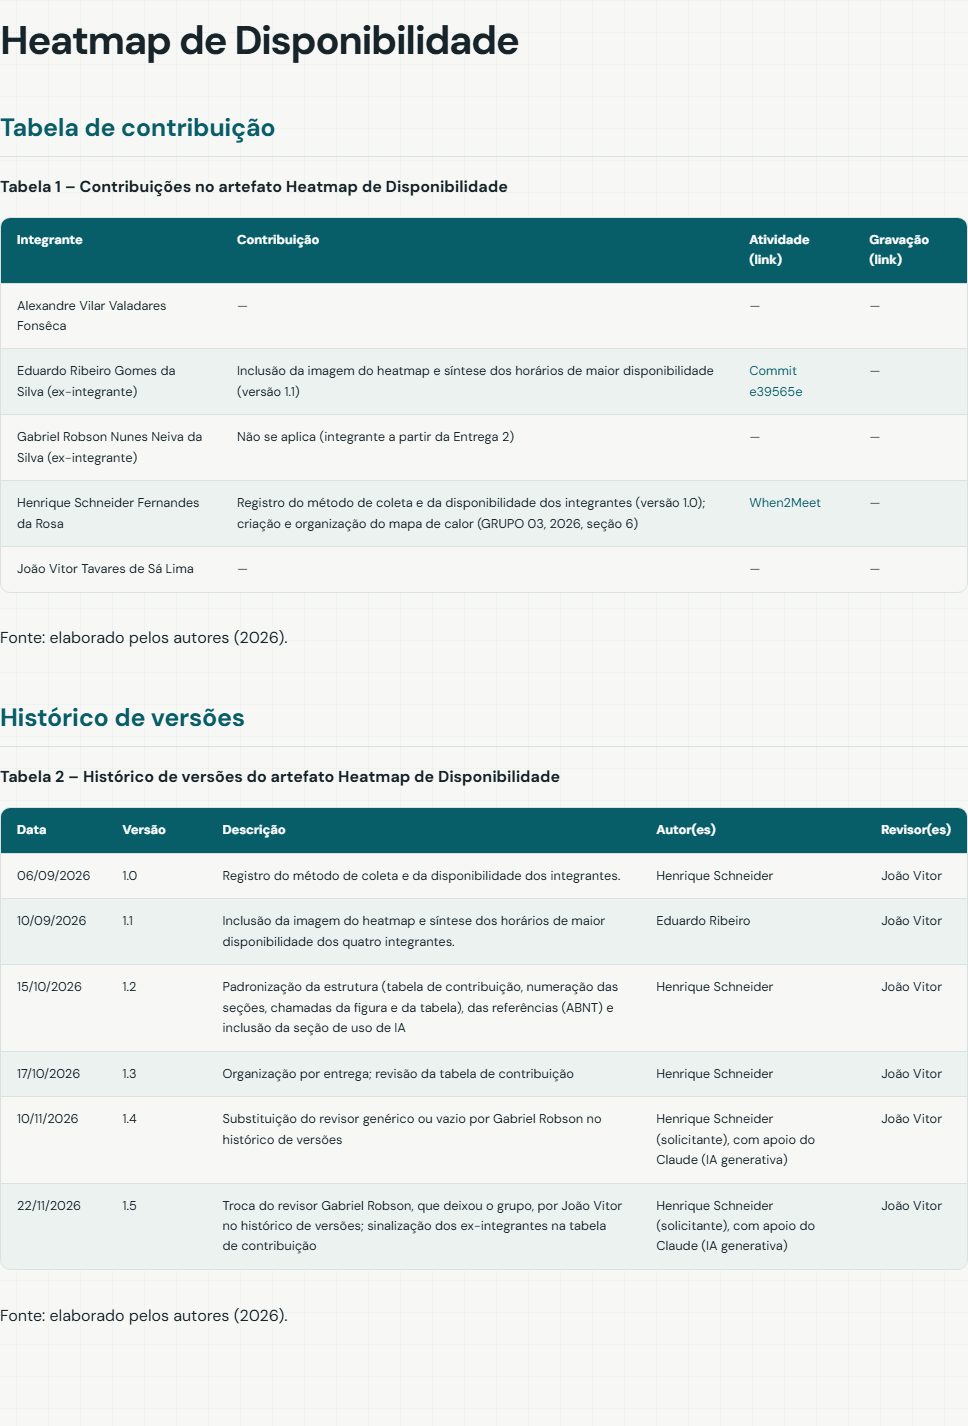 Heatmap de Disponibilidade
Tabela de contribuição
Tabela 1 – Contribuições no artefato Heatmap de Disponibilidade
Integrante Contribuição Atividade (link) Gravação (link)
Alexandre Vilar Valadares Fonsêca — — —
Eduardo Ribeiro Gomes da Silva (ex-integrante) Inclusão da imagem do heatmap e síntese dos horários de maior disponibilidade (versão 1.1) Commit e39565e —
Gabriel Robson Nunes Neiva da Silva (ex-integrante) Não se aplica (integrante a partir da Entrega 2) — —
Henrique Schneider Fernandes da Rosa Registro do método de coleta e da disponibilidade dos integrantes (versão 1.0); criação e organização do mapa de calor (GRUPO 03, 2026, seção 6) When2Meet —
João Vitor Tavares de Sá Lima — — —
Fonte: elaborado pelos autores (2026).
Histórico de versões
Tabela 2 – Histórico de versões do artefato Heatmap de Disponibilidade
Data Versão Descrição Autor(es) Revisor(es)
06/09/2026 1.0 Registro do método de coleta e da disponibilidade dos integrantes. Henrique Schneider João Vitor
10/09/2026 1.1 Inclusão da imagem do heatmap e síntese dos horários de maior disponibilidade dos quatro integrantes. Eduardo Ribeiro João Vitor
15/10/2026 1.2 Padronização da estrutura (tabela de contribuição, numeração das seções, chamadas da figura e da tabela), das referências (ABNT) e inclusão da seção de uso de IA Henrique Schneider João Vitor
17/10/2026 1.3 Organização por entrega; revisão da tabela de contribuição Henrique Schneider João Vitor
10/11/2026 1.4 Substituição do revisor genérico ou vazio por Gabriel Robson no histórico de versões Henrique Schneider (solicitante), com apoio do Claude (IA generativa) João Vitor
22/11/2026 1.5 Troca do revisor Gabriel Robson, que deixou o grupo, por João Vitor no histórico de versões; sinalização dos ex-integrantes na tabela de contribuição Henrique Schneider (solicitante), com apoio do Claude (IA generativa) João Vitor
Fonte: elaborado pelos autores (2026).